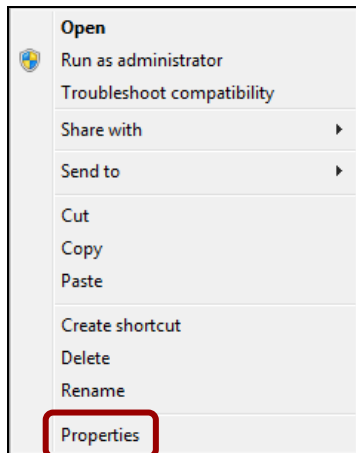 Open
Run as administrator
Troubleshoot compatibility
Share with
Send to
Cut
Copy
Paste
Create shortcut
Delete
Rename
Properties